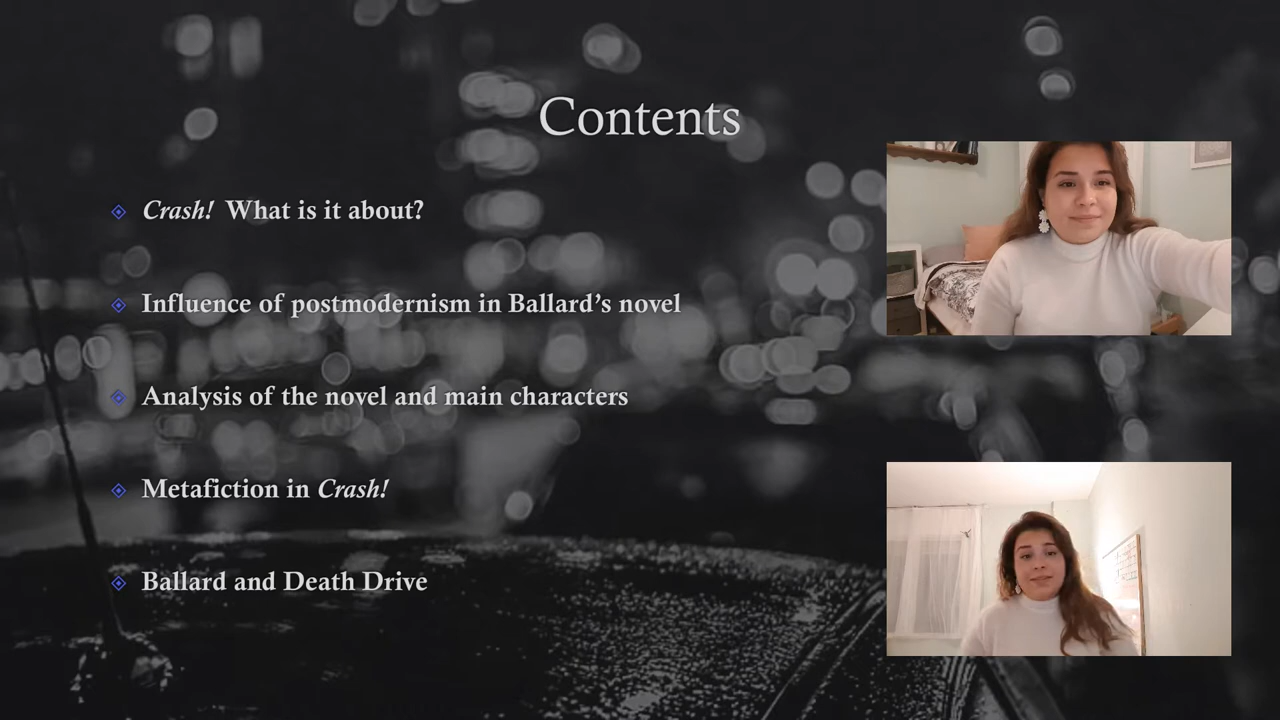 Contents
Crash! What is it about?
Influence of postmodernism in Ballard’s novel
Analysis of the novel and main characters
Metafiction in Crash!
Ballard and Death Drive